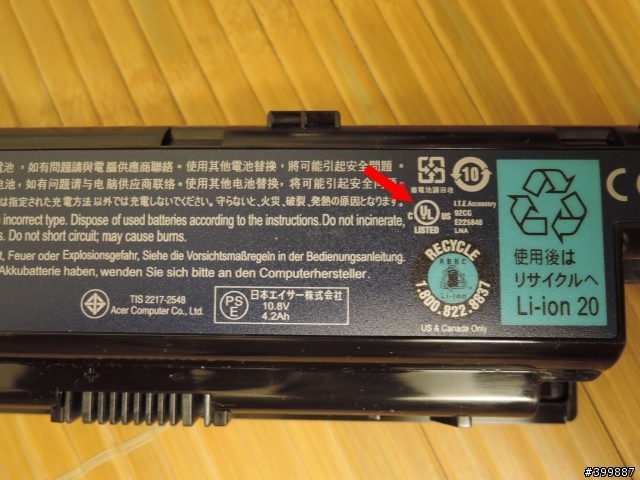 電池，如有問題請與電腦供應商聯絡。使用其他電池替換，將可能引起安全問題。
电池，如有问题请与电脑供应商联络。使用其他电池替换，将可能引起安全问题。
は指定された充電方法以外では充電しないでください。守らないと、火災、破裂、発熱の原因となります。
incorrect type. Dispose of used batteries according to the instructions. Do not incinerate,
s. Do not short circuit; may cause burns.
Feuer oder Explosionsgefahr, Siehe die Vorsichtsmaßregeln in der Bedienungsanleitung.
Akkubatterie haben, wenden Sie sich bitte an den Computerhersteller.
TIS 2217-2548
Acer Computer Co., Ltd.
PS
E
日本エイサー株式会社
10.8V
4.2Ah
廢電池請回收
10
C UL US
LISTED
I.T.E. Accessory
92CG
E225846
LNA
RECYCLE
RBRC
Li-ion
1.800.822.8837
US & Canada Only
使用後は
リサイクルへ
Li-ion 20
#399887